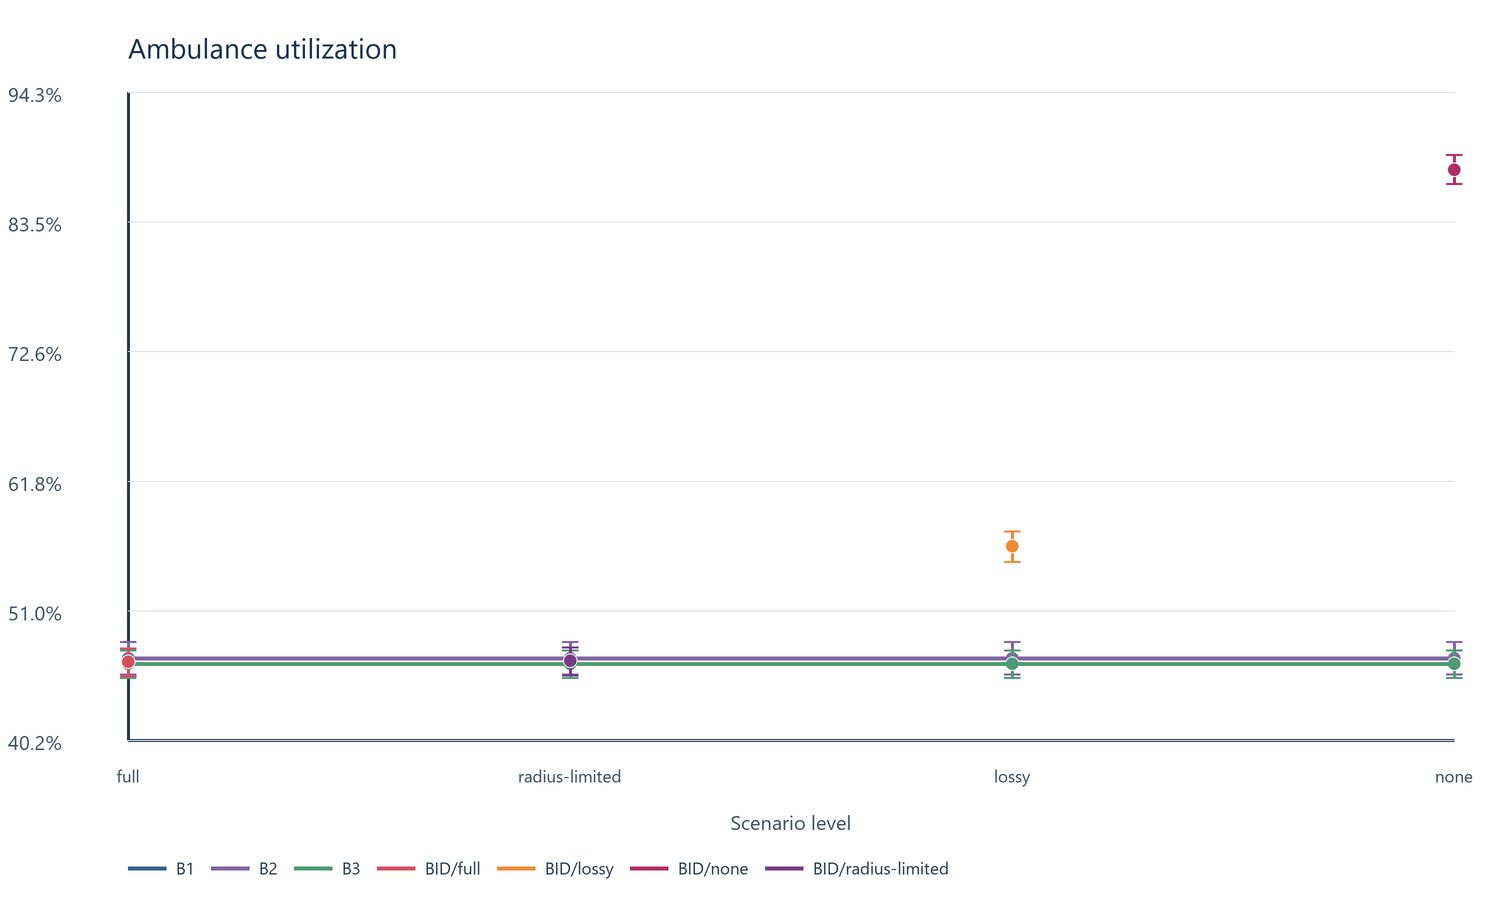 Ambulance utilization
94.3%
83.5%
72.6%
61.8%
51.0%
40.2%
full radius-limited lossy none
Scenario level
B1 B2 B3 BID/full BID/lossy BID/none BID/radius-limited